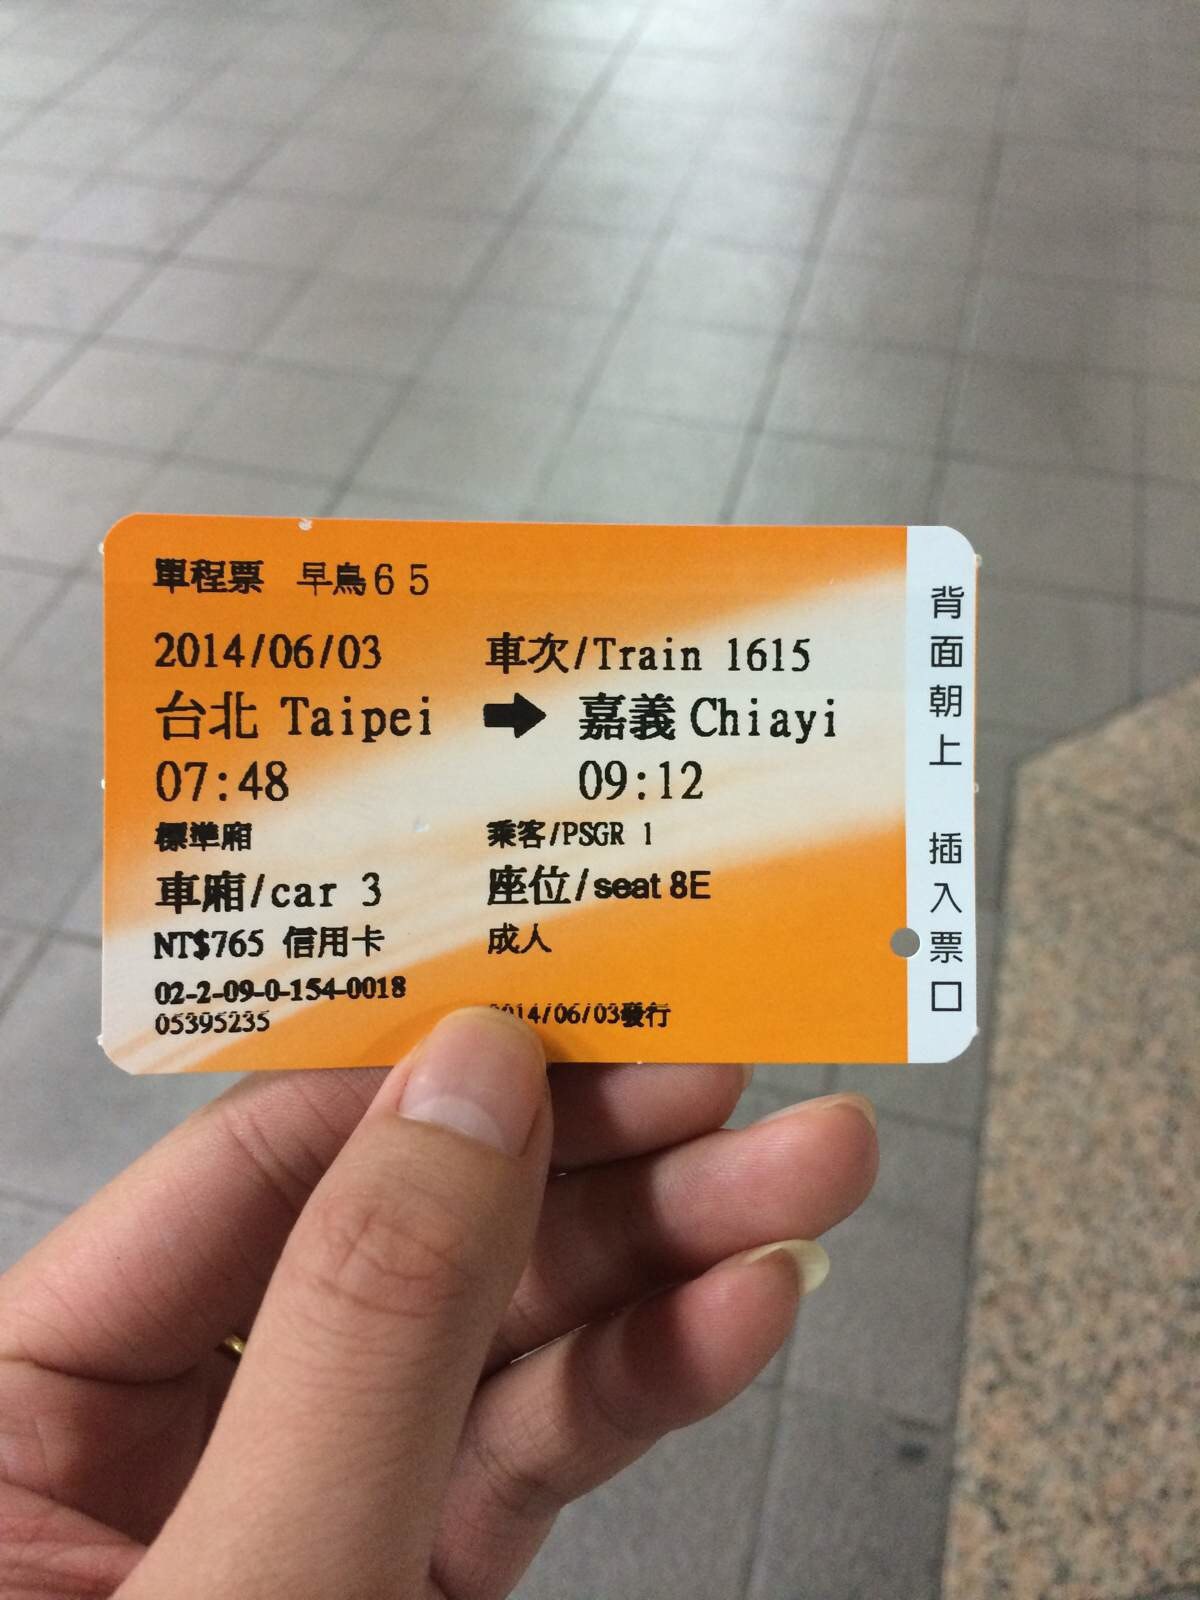 單程票 早鳥65
2014/06/03 車次/Train 1615
台北 Taipei ➡ 嘉義 Chiayi
07:48 09:12
標準廂 乘客/PSGR 1
車廂/car 3 座位/seat 8E
NT$765 信用卡 成人
02-2-09-0-154-0018
05395235 2014/06/03發行
背面朝上 插入票口